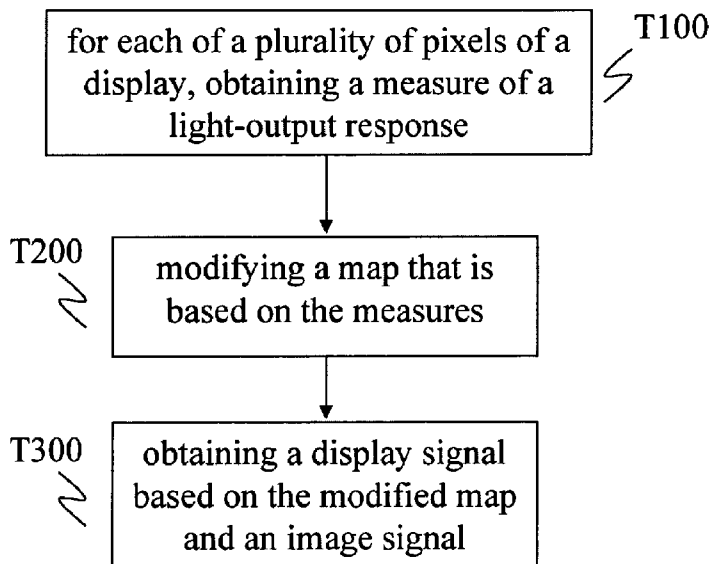 T100
for each of a plurality of pixels of a
display, obtaining a measure of a
light-output response
T200
modifying a map that is
based on the measures
T300
obtaining a display signal
based on the modified map
and an image signal